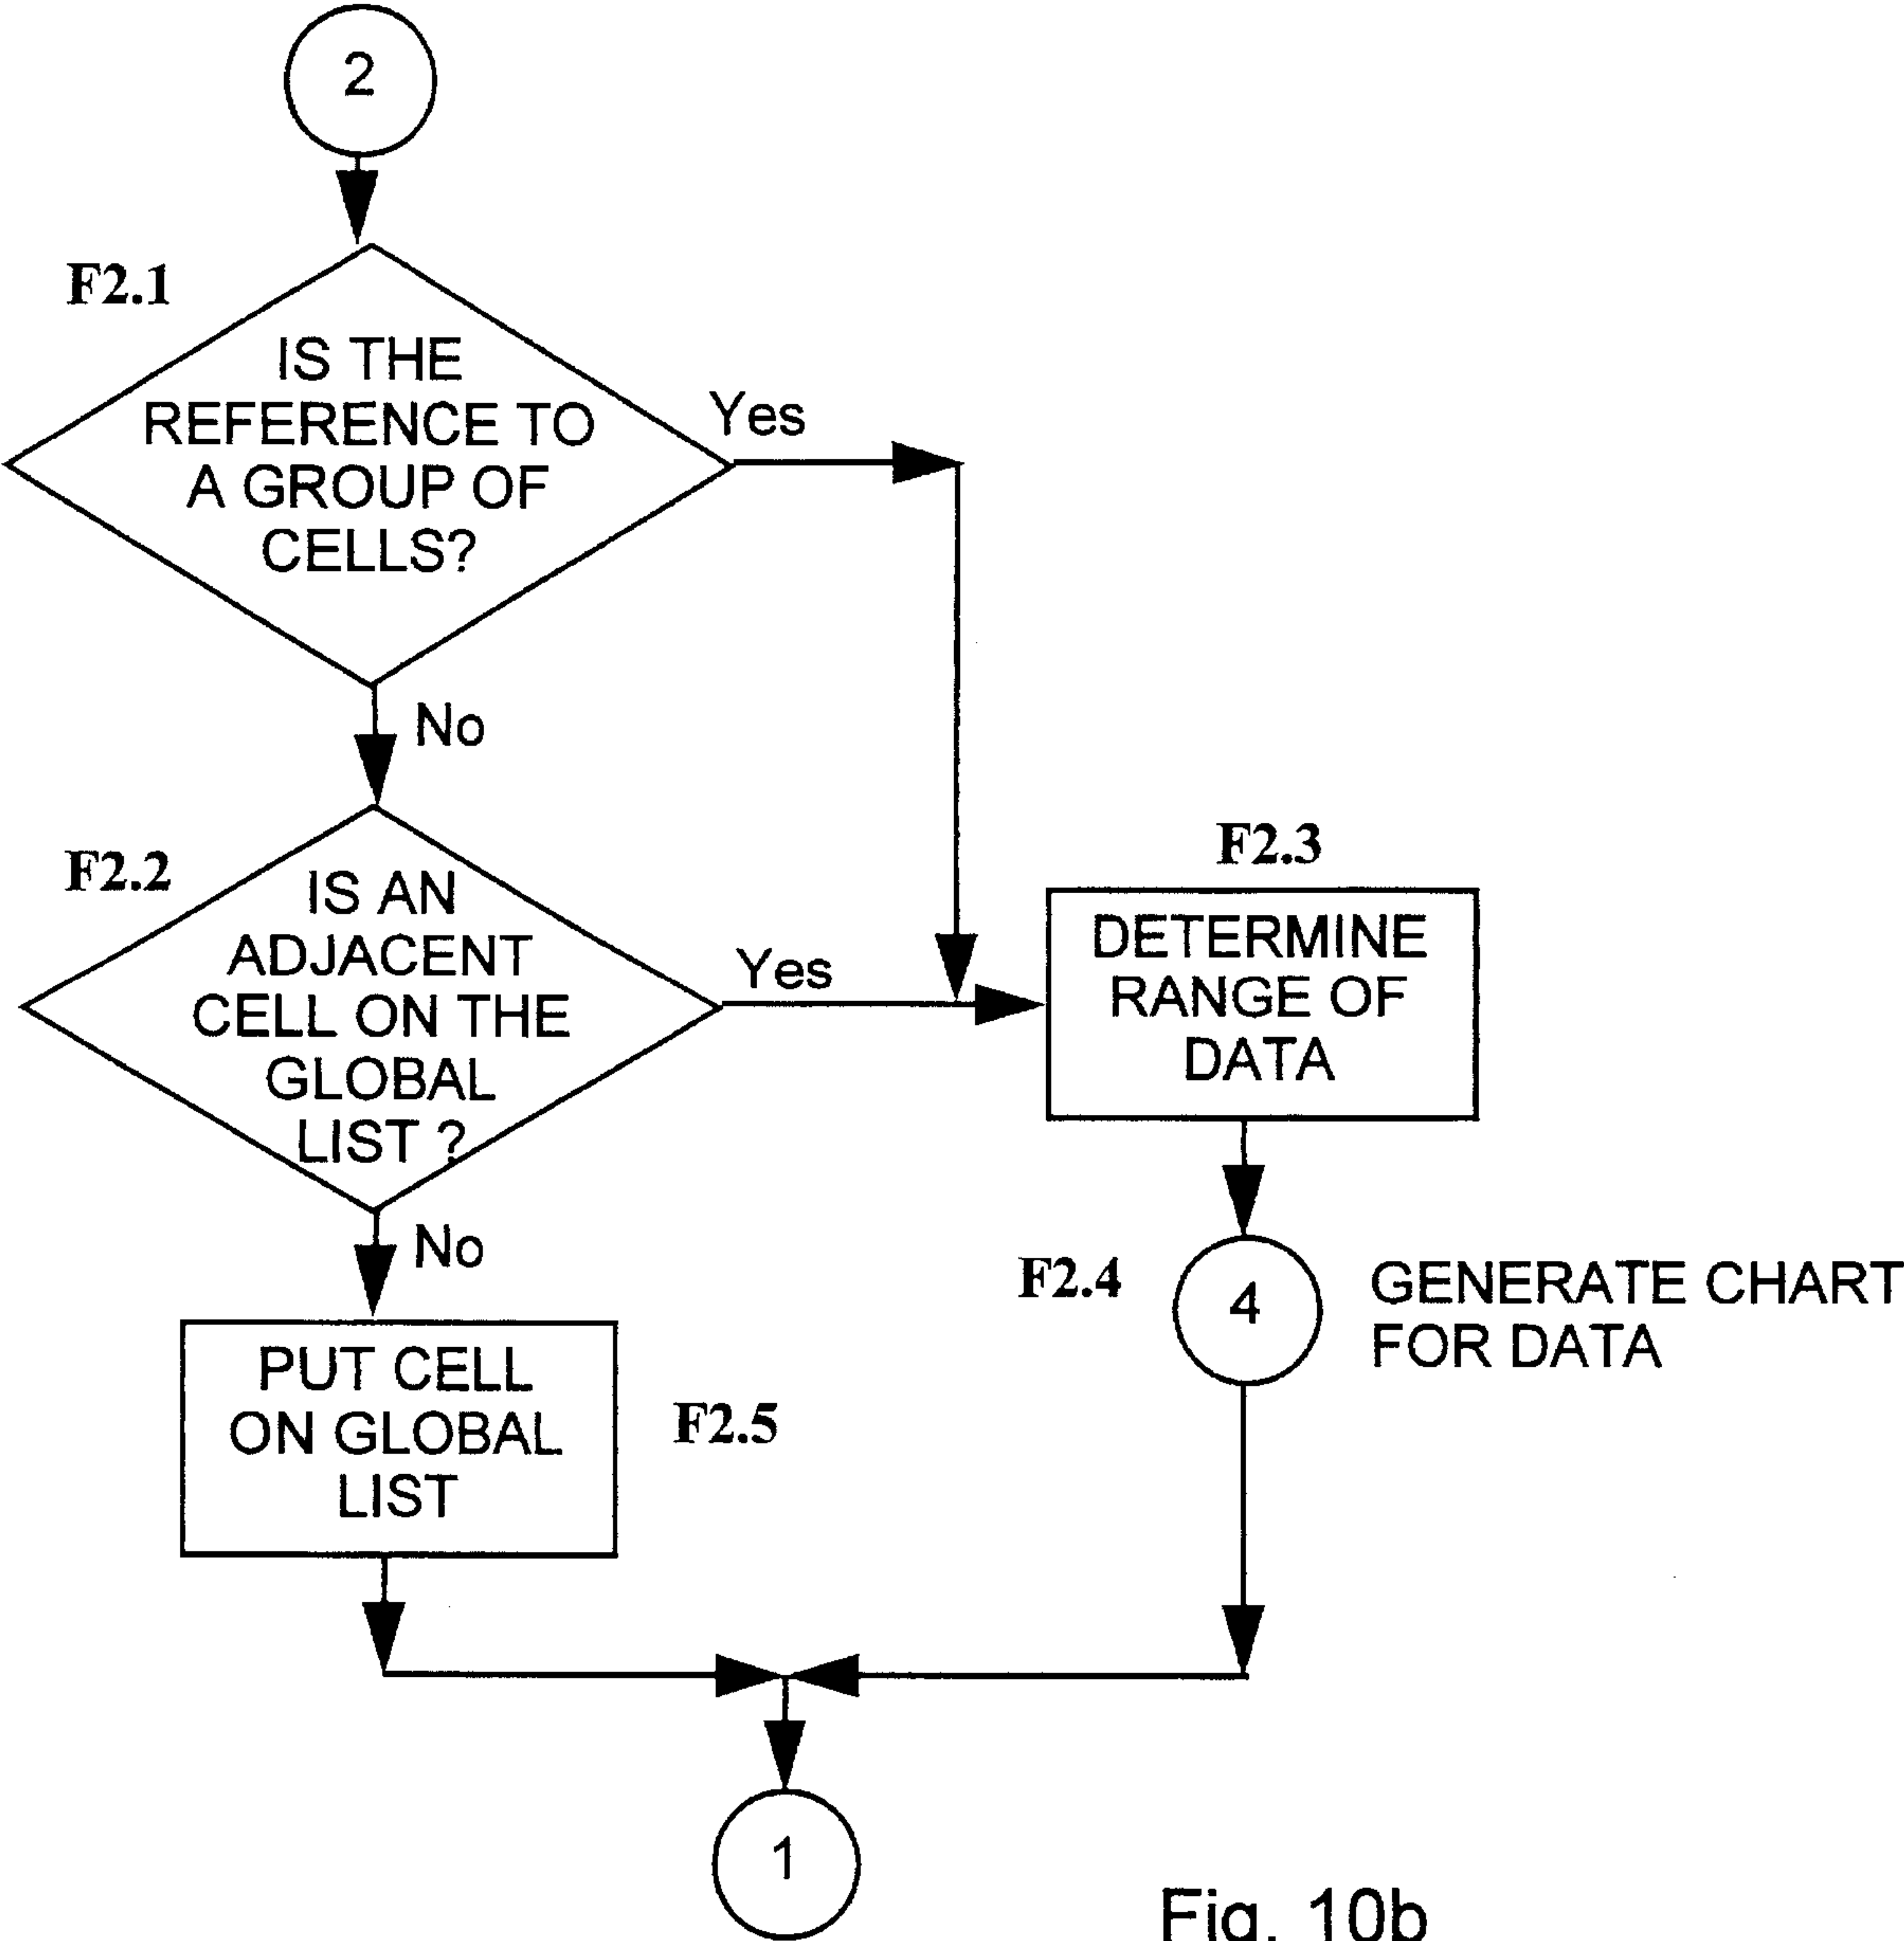 2
F2.1
IS THE
REFERENCE TO
A GROUP OF
CELLS?
Yes
No
F2.2
IS AN
ADJACENT
CELL ON THE
GLOBAL
LIST ?
Yes
F2.3
DETERMINE
RANGE OF
DATA
No
F2.4
4
GENERATE CHART
FOR DATA
PUT CELL
ON GLOBAL
LIST
F2.5
1
Fig. 10b